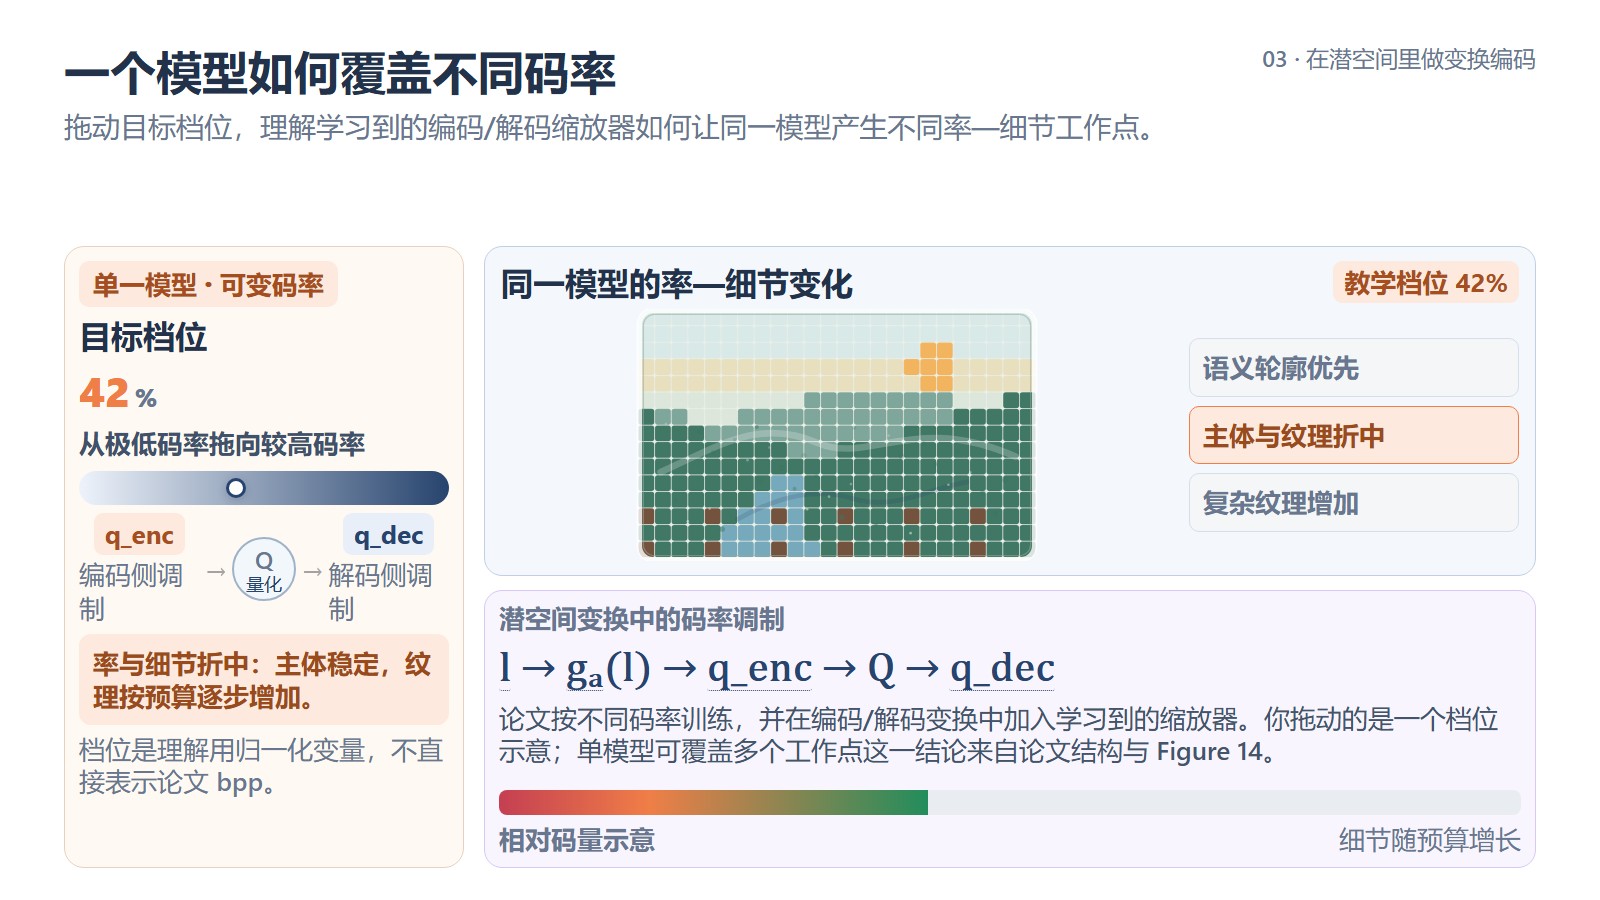 一个模型如何覆盖不同码率
03 · 在潜空间里做变换编码
拖动目标档位，理解学习到的编码/解码缩放器如何让同一模型产生不同率—细节工作点。
单一模型 · 可变码率
目标档位
42 %
从极低码率拖向较高码率
q_enc
编码侧调
制
→
Q
量化
→
q_dec
解码侧调
制
率与细节折中：主体稳定，纹
理按预算逐步增加。
档位是理解用归一化变量，不直
接表示论文 bpp。
同一模型的率—细节变化
教学档位 42%
语义轮廓优先
主体与纹理折中
复杂纹理增加
潜空间变换中的码率调制
l → gₐ(l) → q_enc → Q → q_dec
论文按不同码率训练，并在编码/解码变换中加入学习到的缩放器。你拖动的是一个档位
示意；单模型可覆盖多个工作点这一结论来自论文结构与 Figure 14。
相对码量示意
细节随预算增长